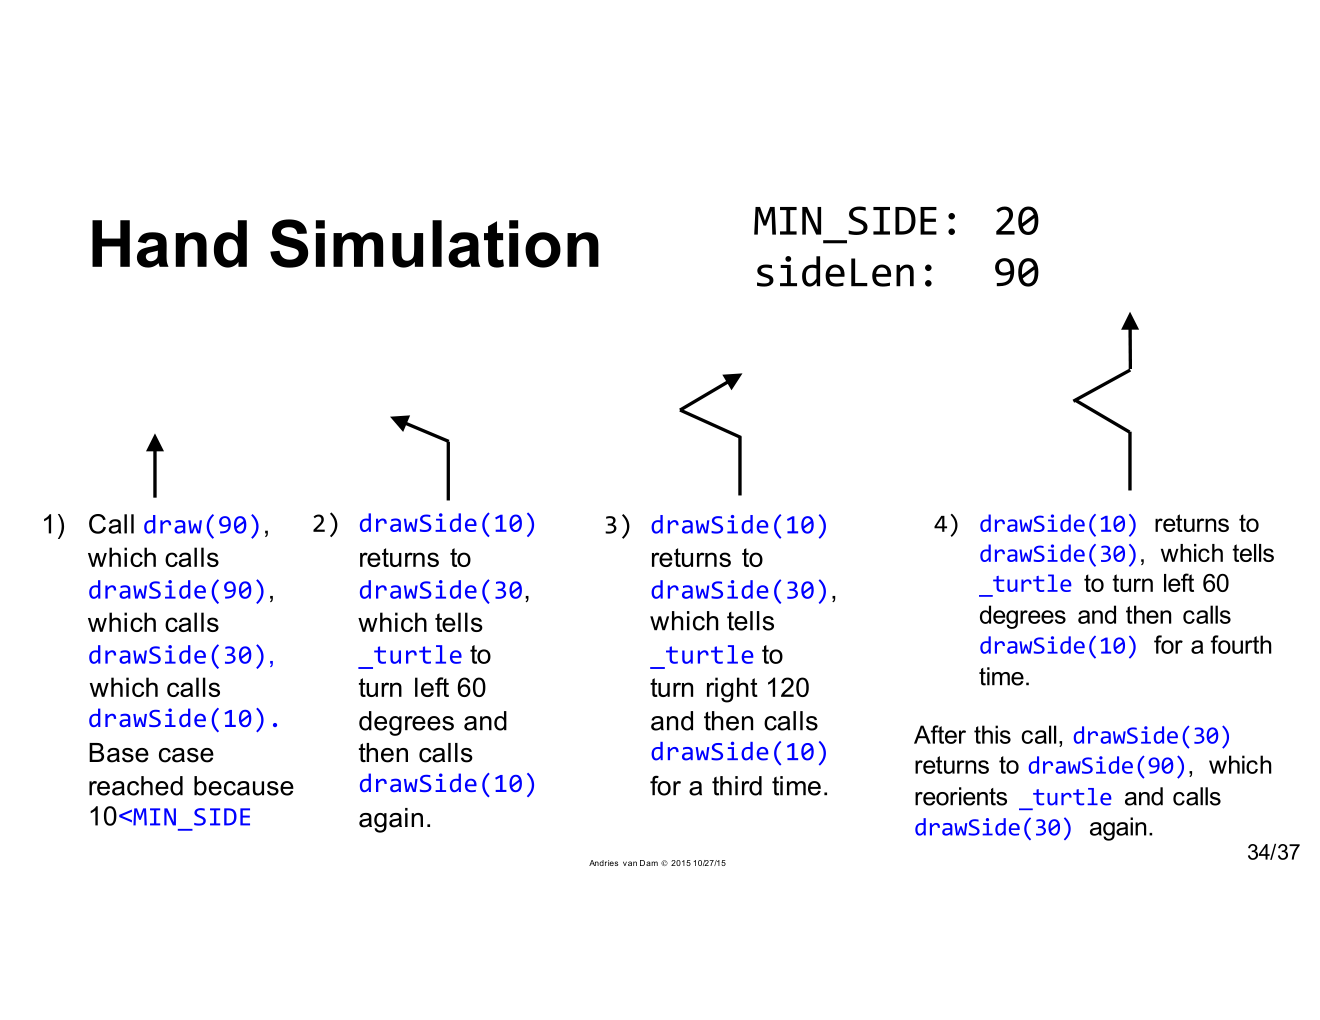 Hand Simulation
MIN_SIDE: 20
sideLen: 90
1) Call draw(90),
which calls
drawSide(90),
which calls
drawSide(30),
which calls
drawSide(10).
Base case
reached because
10<MIN_SIDE
2) drawSide(10)
returns to
drawSide(30,
which tells
_turtle to
turn left 60
degrees and
then calls
drawSide(10)
again.
3) drawSide(10)
returns to
drawSide(30),
which tells
_turtle to
turn right 120
and then calls
drawSide(10)
for a third time.
4) drawSide(10) returns to
drawSide(30), which tells
_turtle to turn left 60
degrees and then calls
drawSide(10) for a fourth
time.
After this call, drawSide(30)
returns to drawSide(90), which
reorients _turtle and calls
drawSide(30) again.
Andries van Dam © 2015 10/27/15
34/37